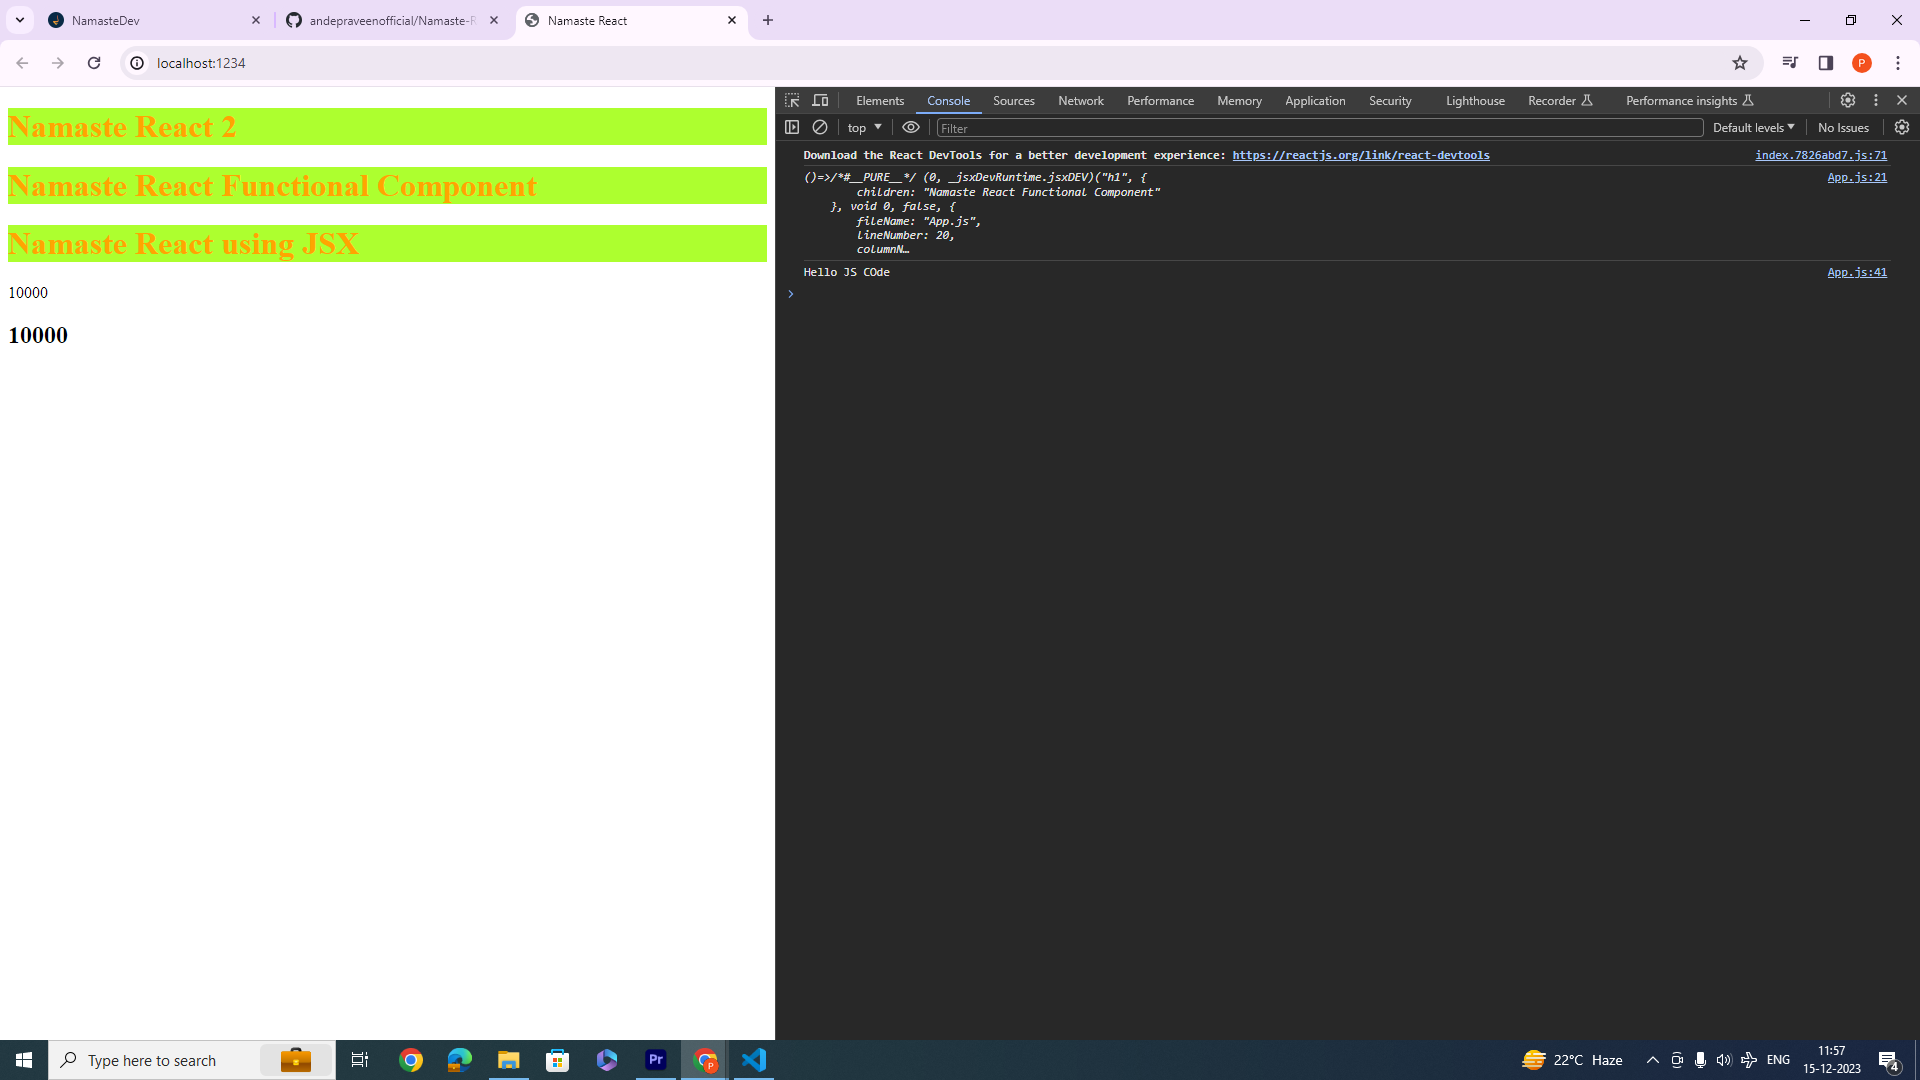 NamasteDev
andepraveenofficial/Namaste-R
Namaste React
localhost:1234
P
Namaste React 2
Namaste React Functional Component
Namaste React using JSX
10000
10000
Elements Console Sources Network Performance Memory Application Security Lighthouse Recorder Performance insights
top Filter Default levels No Issues
Download the React DevTools for a better development experience: https://reactjs.org/link/react-devtools index.7826abd7.js:71
()=>/*#__PURE__*/ (0, _jsxDevRuntime.jsxDEV)("h1", { App.js:21
children: "Namaste React Functional Component"
}, void 0, false, {
fileName: "App.js",
lineNumber: 20,
columnN…
Hello JS COde App.js:41
Type here to search
Pr
P
22°C Haze
ENG
11:57
15-12-2023
4